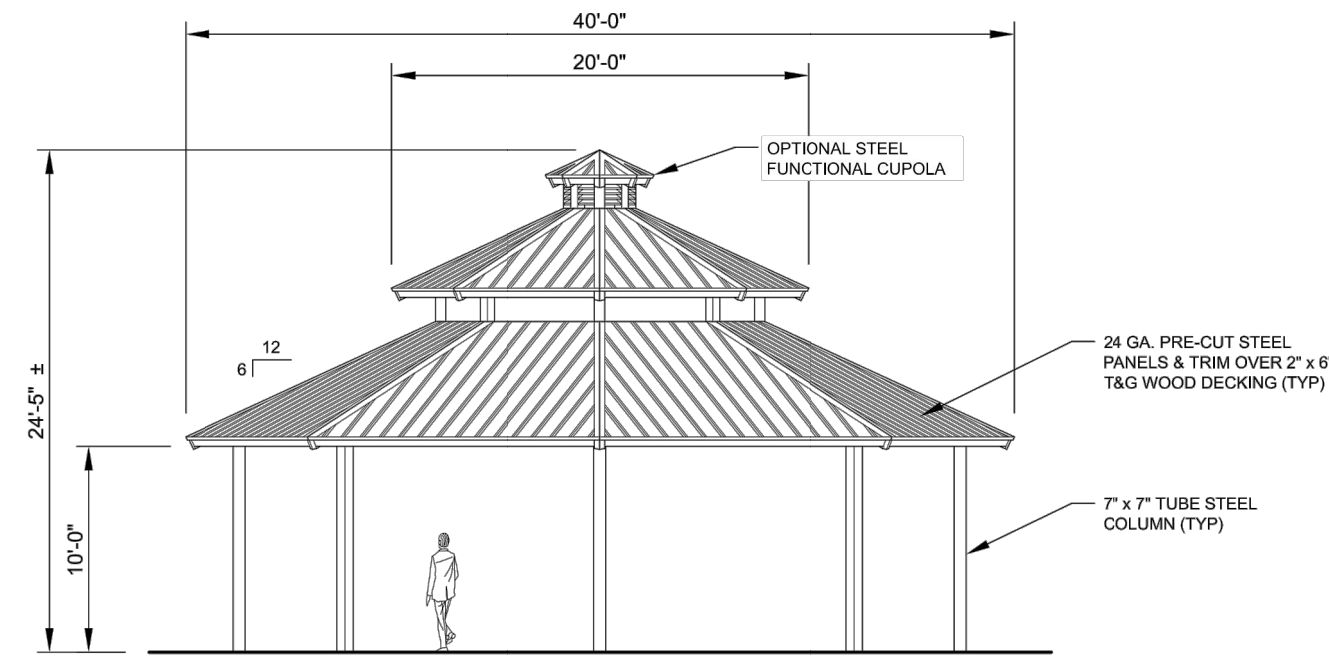 40'-0"
20'-0"
OPTIONAL STEEL
FUNCTIONAL CUPOLA
24'-5" ±
12
6
24 GA. PRE-CUT STEEL
PANELS & TRIM OVER 2" x 6"
T&G WOOD DECKING (TYP)
10'-0"
7" x 7" TUBE STEEL
COLUMN (TYP)